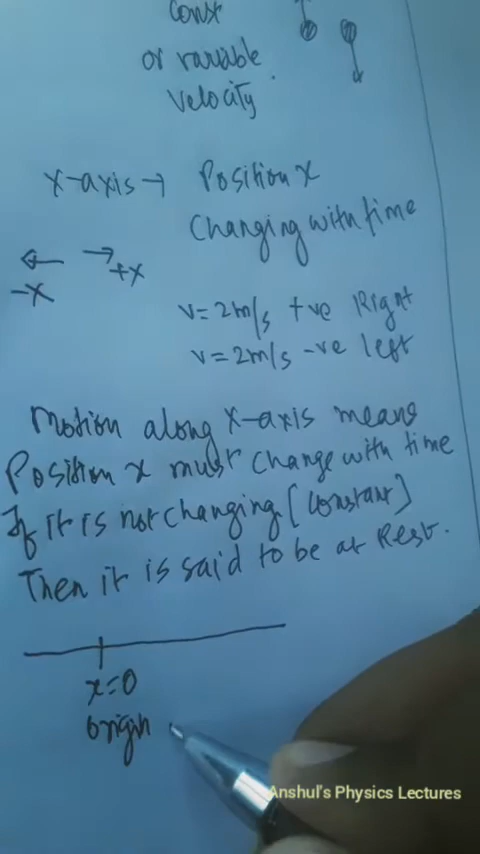 Const
or variable
velocity.
x-axis → Position x
Changing with time
-x +x
v=2m/s +ve Right
v=2m/s -ve left
Motion along x-axis means
Position x must change with time
If it is not changing [Constant]
Then it is said to be at Rest.
x=0
origin
Anshul's Physics Lectures